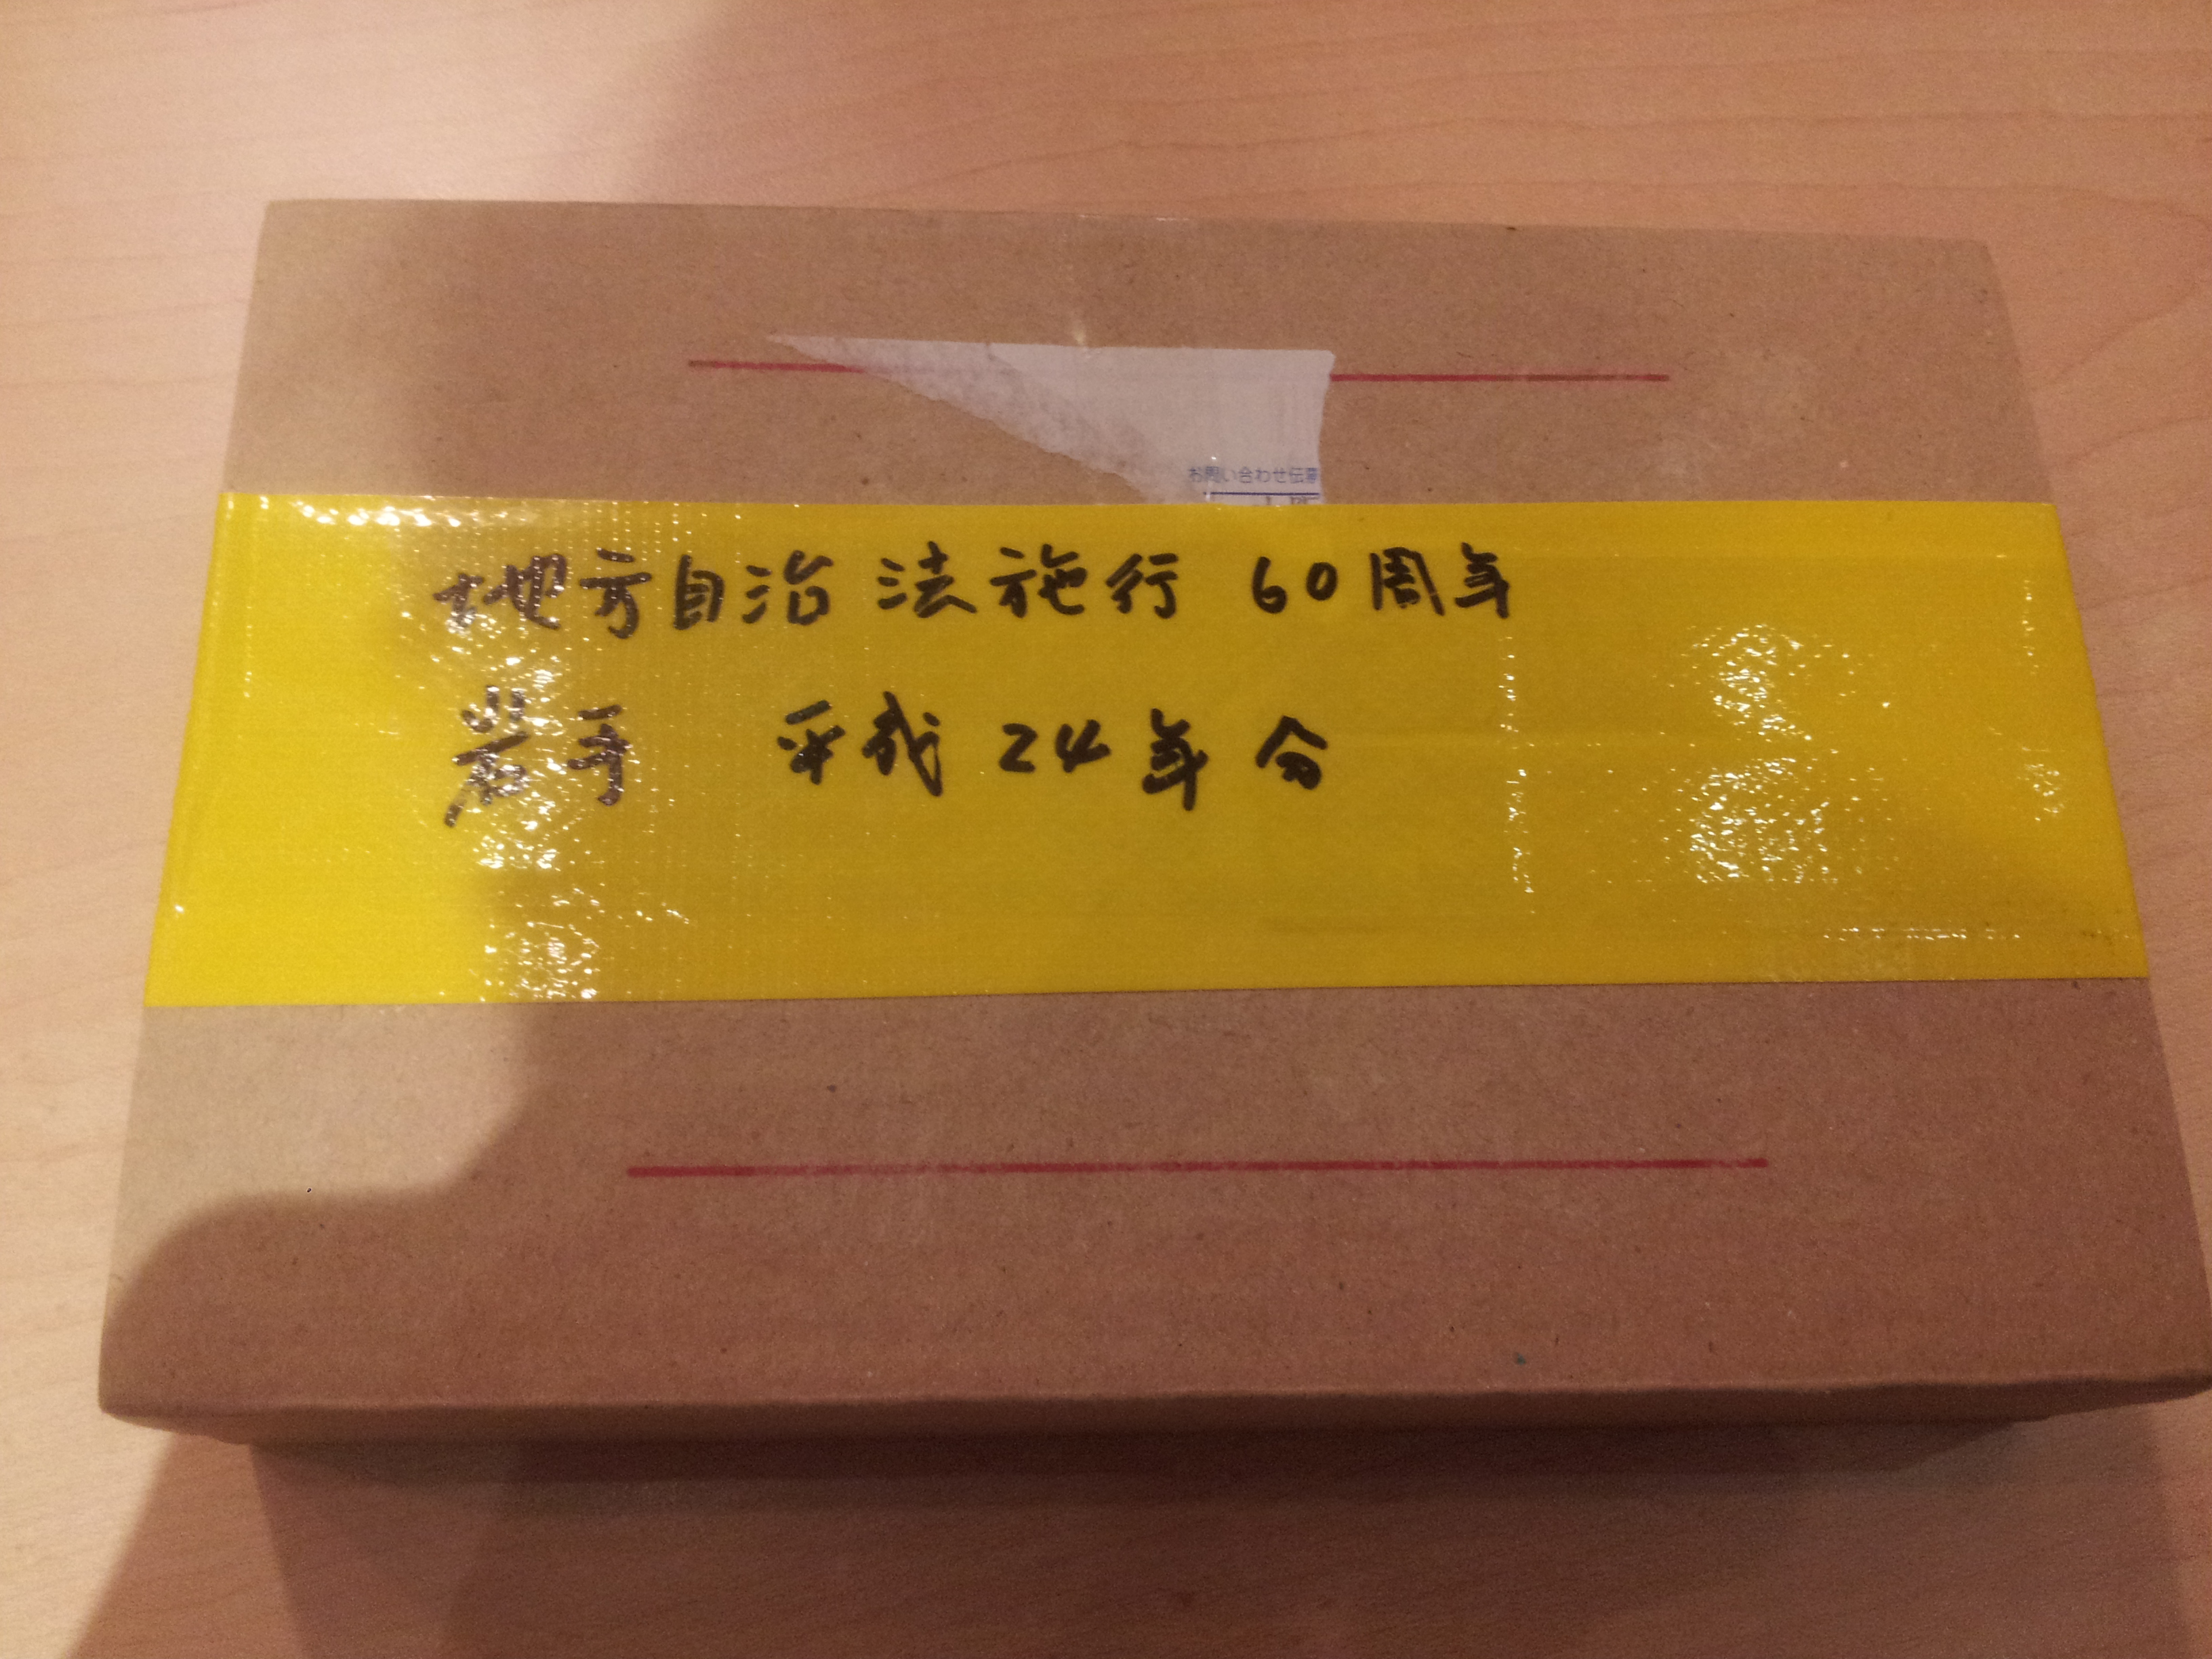 お問い合わせ伝票
地方自治法施行 60周年
岩手 平成24年分